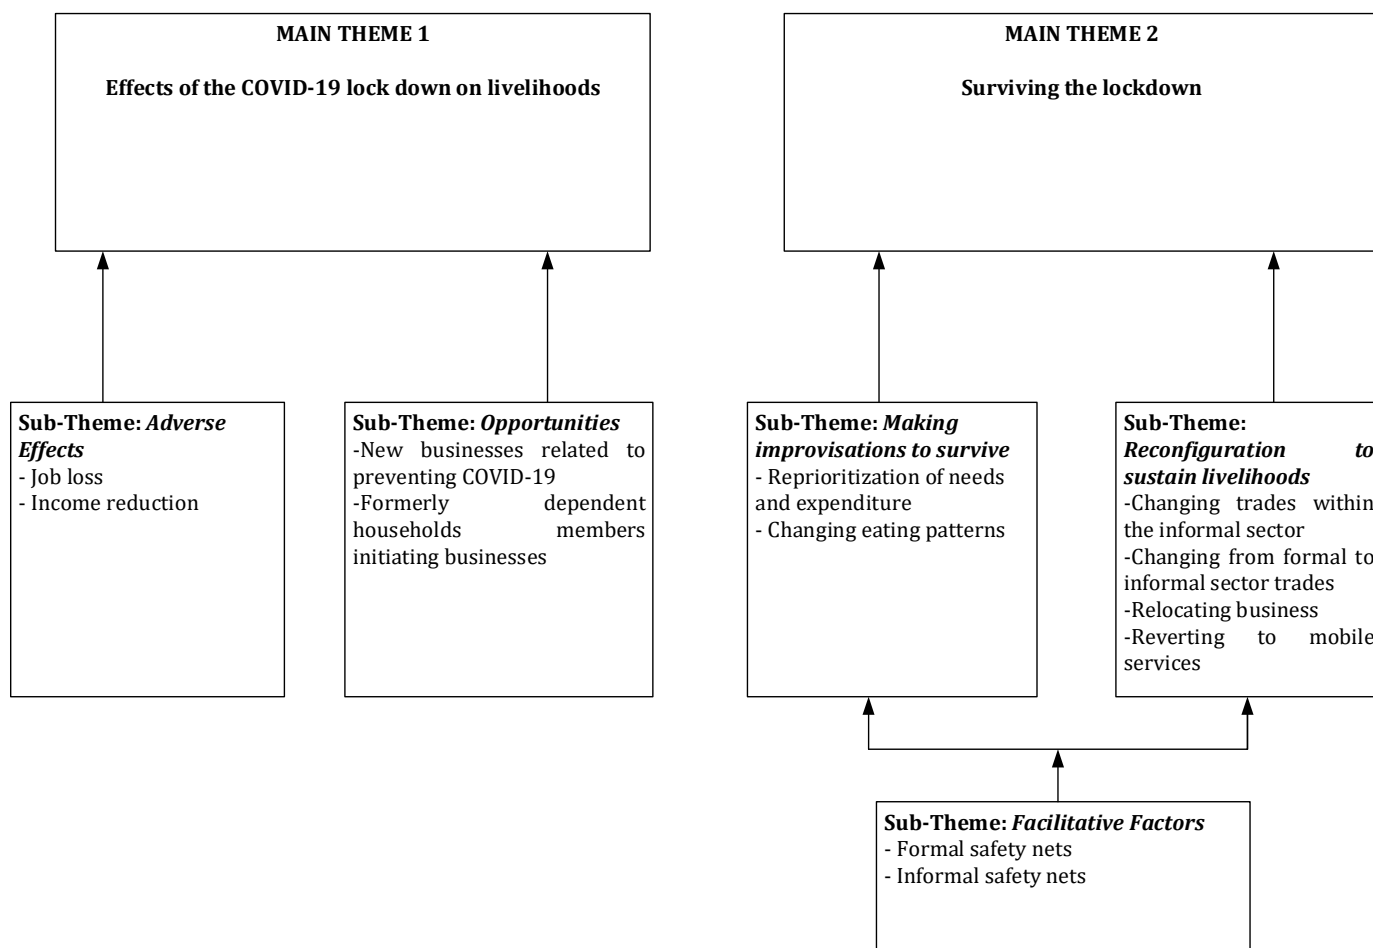 MAIN THEME 1
Effects of the COVID-19 lock down on livelihoods
MAIN THEME 2
Surviving the lockdown
Sub-Theme: Adverse
Effects
- Job loss
- Income reduction
Sub-Theme: Opportunities
-New businesses related to
preventing COVID-19
-Formerly dependent
households members
initiating businesses
Sub-Theme: Making
improvisations to survive
- Reprioritization of needs
and expenditure
- Changing eating patterns
Sub-Theme:
Reconfiguration to
sustain livelihoods
-Changing trades within
the informal sector
-Changing from formal to
informal sector trades
-Relocating business
-Reverting to mobile
services
Sub-Theme: Facilitative Factors
- Formal safety nets
- Informal safety nets